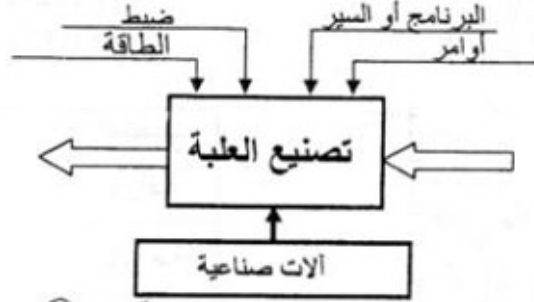 البرنامج أو السير
ضبط
أوامر
الطاقة
تصنيع العلبة
آلات صناعية